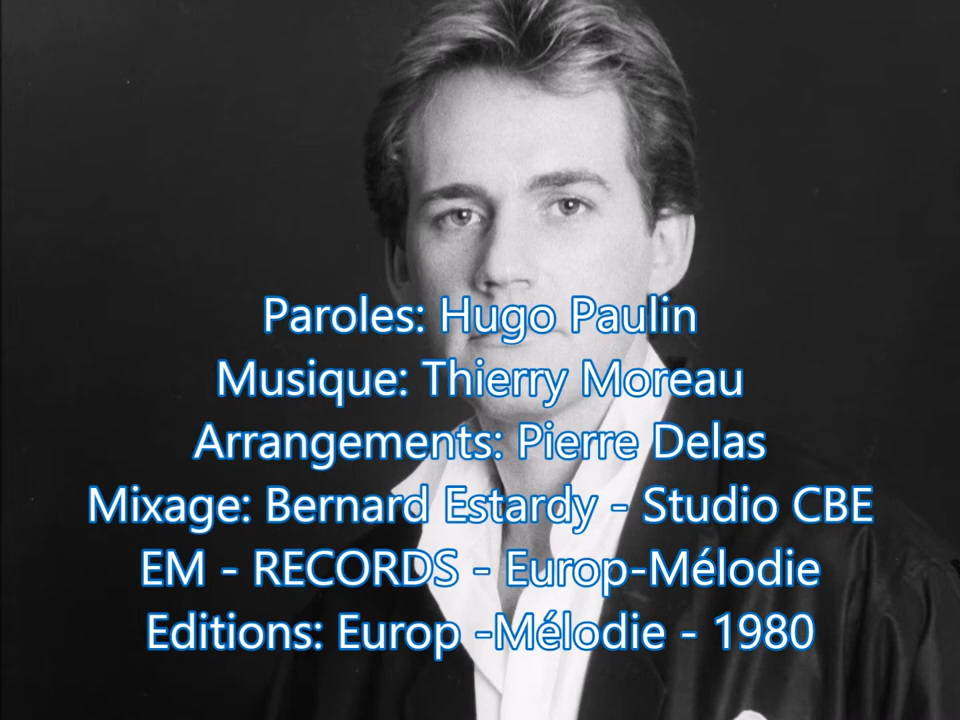 Paroles: Hugo Paulin
Musique: Thierry Moreau
Arrangements: Pierre Delas
Mixage: Bernard Estardy - Studio CBE
EM - RECORDS - Europ-Mélodie
Editions: Europ -Mélodie - 1980